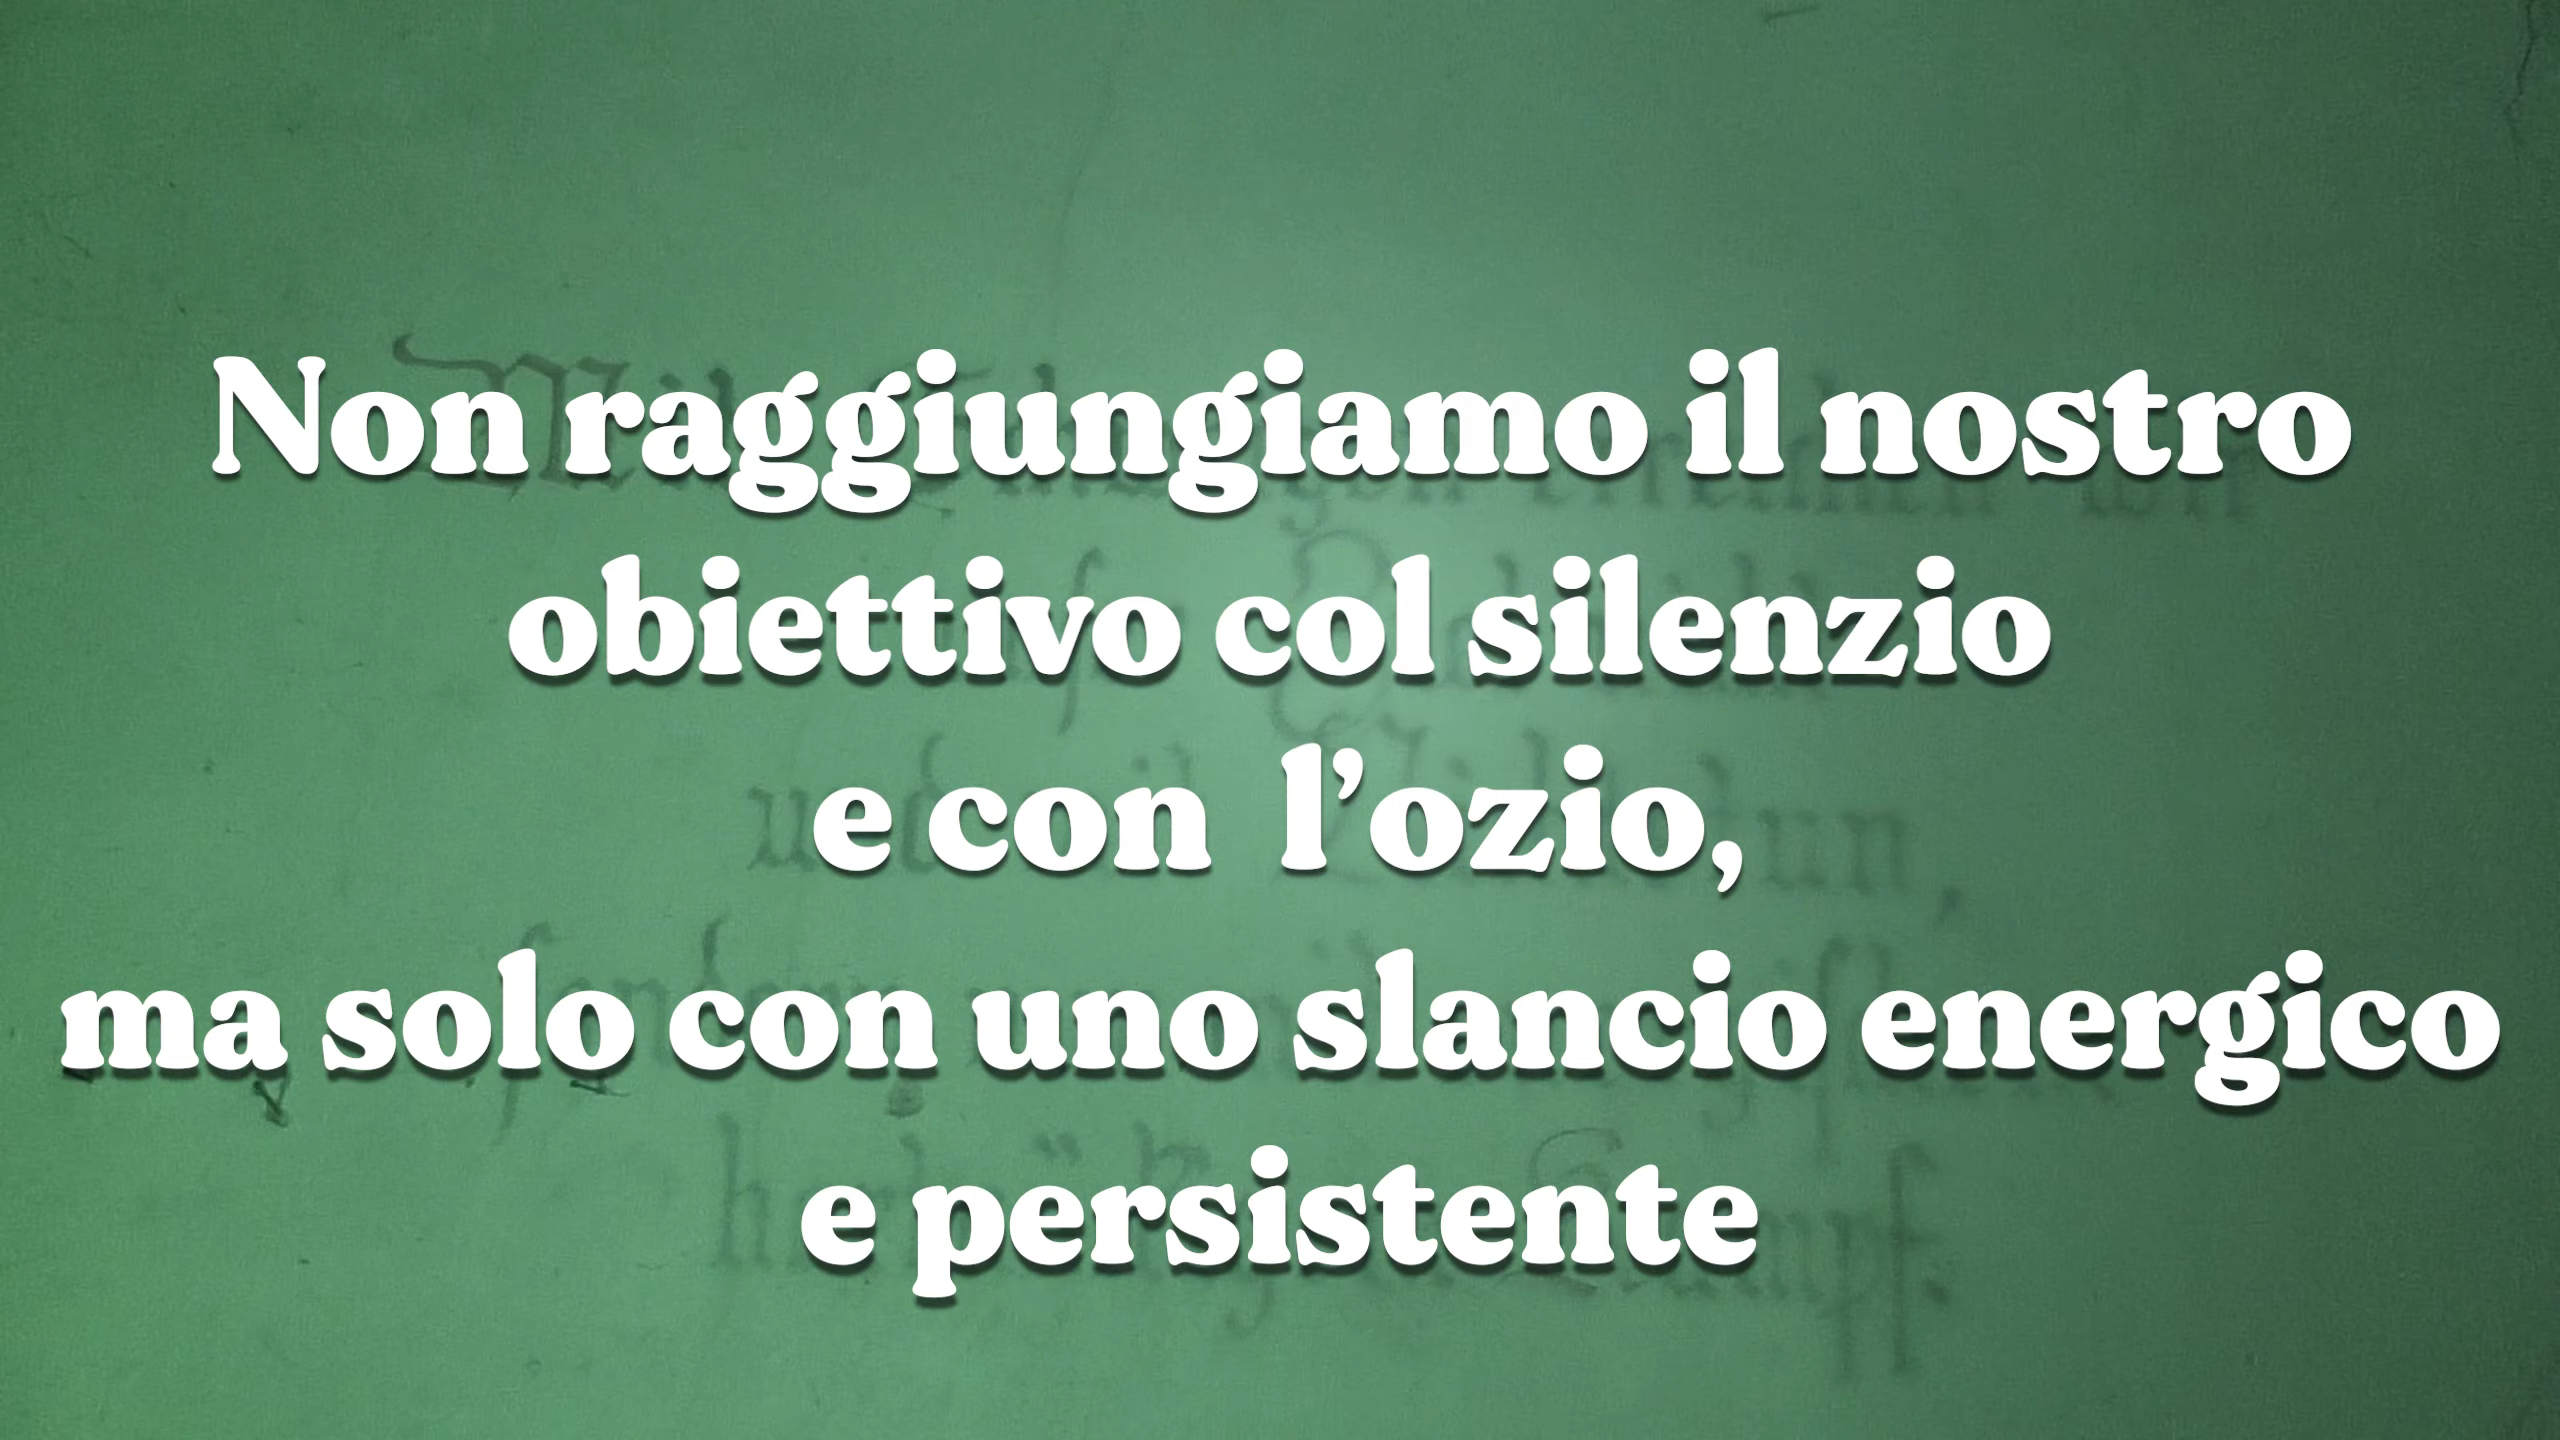 Non raggiungiamo il nostro
obiettivo col silenzio
e con l’ozio,
ma solo con uno slancio energico
e persistente